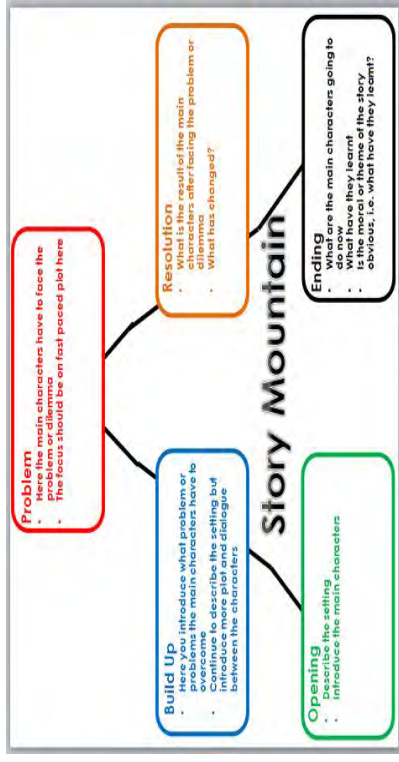 Problem
• Here the main characters have to face the
problem or dilemma
• The focus should be on fast paced plot here
Build Up
• Here you introduce what problem or
problems the main characters have to
overcome
• Continue to describe the setting but
introduce more plot and dialogue
between the characters
Resolution
• What is the result of the main
characters after facing the problem or
dilemma
• What has changed?
Story Mountain
Opening
• Describe the setting
• Introduce the main characters
Ending
• What are the main characters going to
do now
• What have they learnt
• Is the moral or theme of the story
obvious, i.e. what have they learnt?